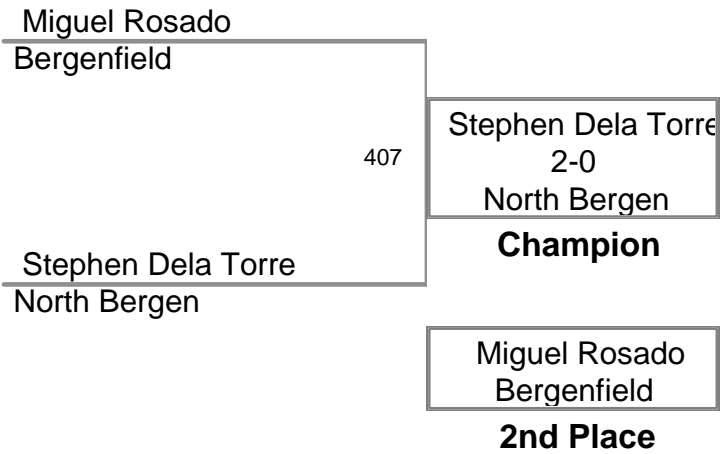 Miguel Rosado
Bergenfield
407
Stephen Dela Torre
2-0
North Bergen
Champion
Stephen Dela Torre
North Bergen
Miguel Rosado
Bergenfield
2nd Place